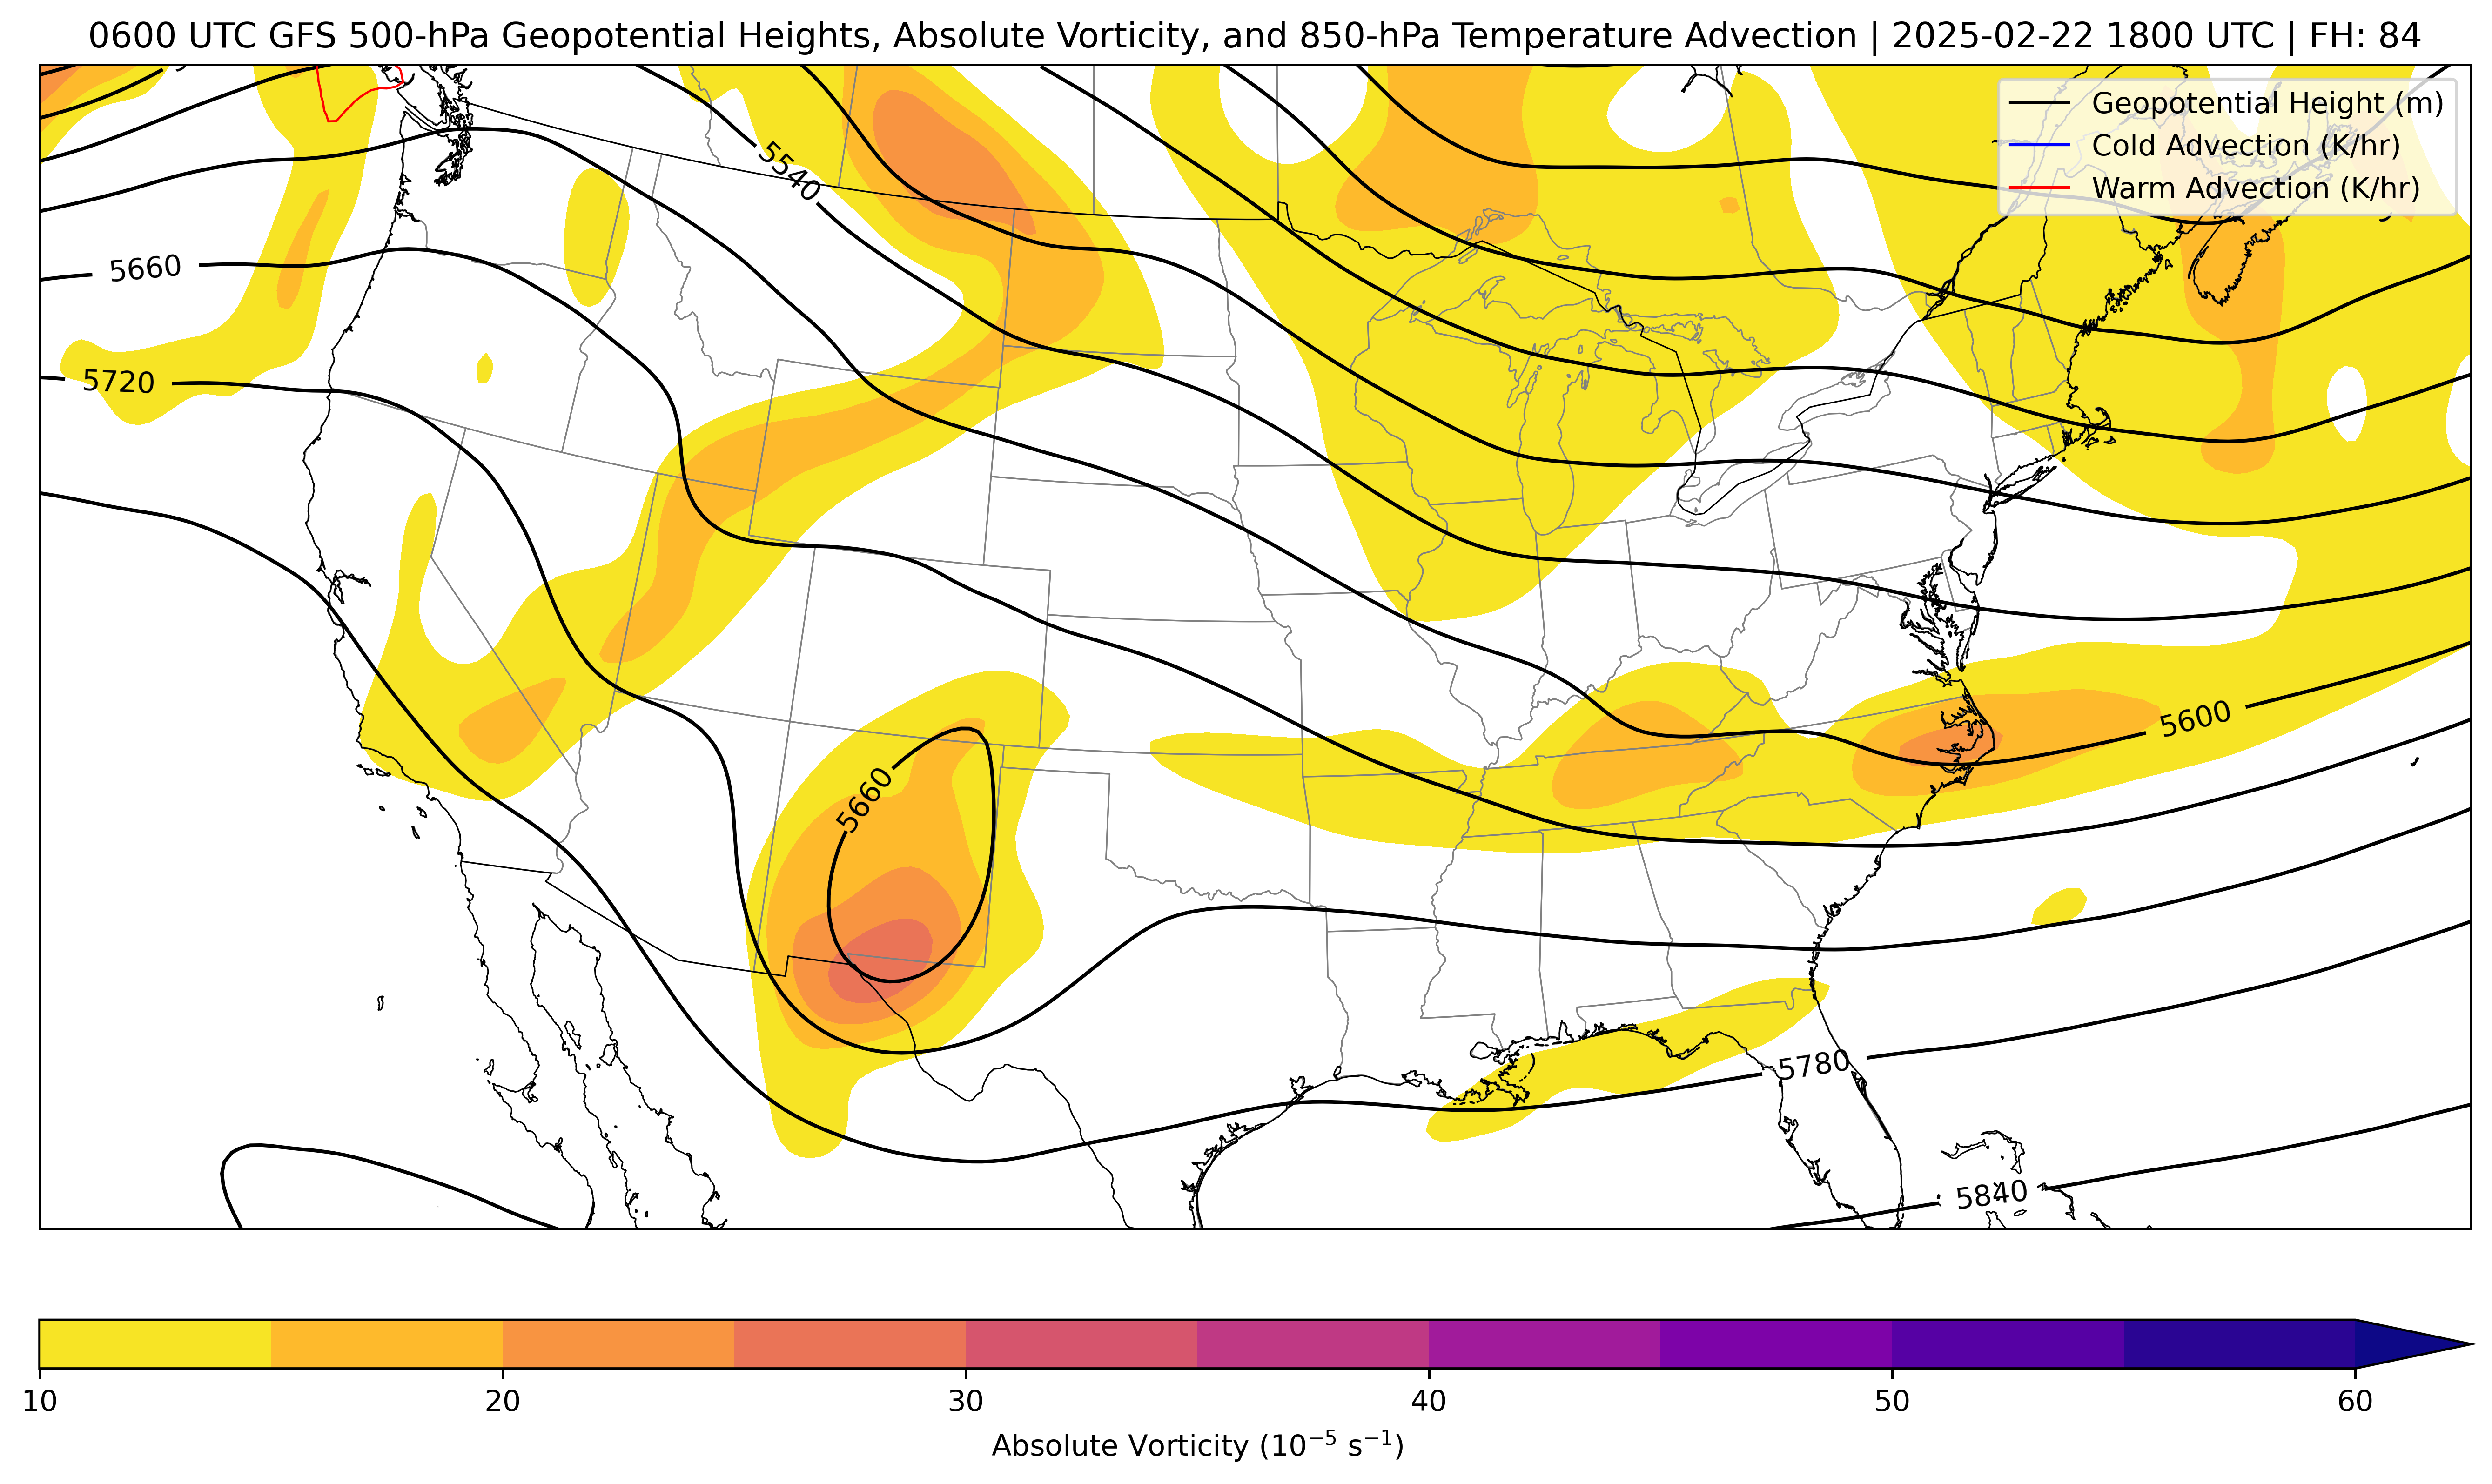 0600 UTC GFS 500-hPa Geopotential Heights, Absolute Vorticity, and 850-hPa Temperature Advection | 2025-02-22 1800 UTC | FH: 84
Geopotential Height (m)
Cold Advection (K/hr)
Warm Advection (K/hr)
5540
5660
5720
5600
5660
5780
5840
10 20 30 40 50 60
Absolute Vorticity (10⁻⁵ s⁻¹)